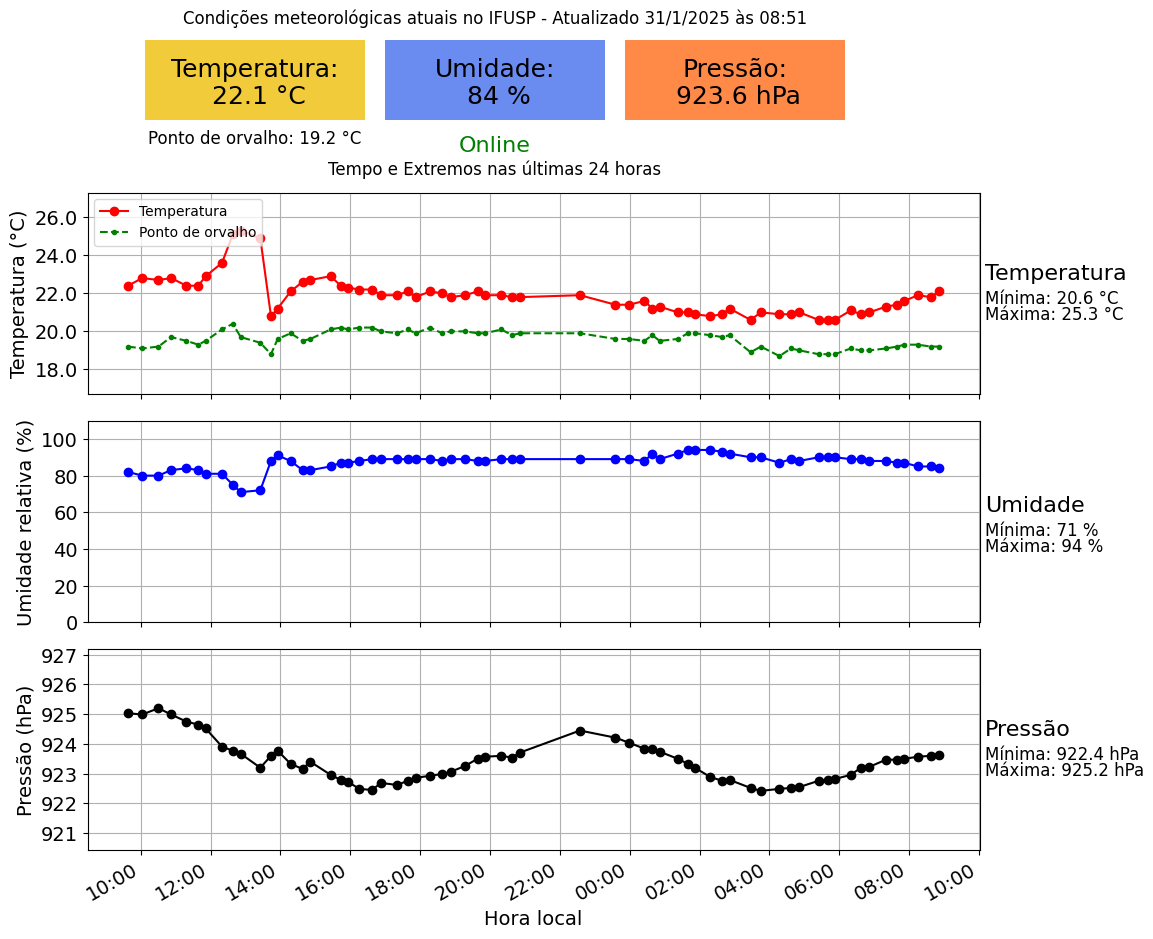 Condições meteorológicas atuais no IFUSP - Atualizado 31/1/2025 às 08:51
Temperatura:
22.1 °C
Umidade:
84 %
Pressão:
923.6 hPa
Ponto de orvalho: 19.2 °C
Online
Tempo e Extremos nas últimas 24 horas
Temperatura (°C)
26.0
24.0
22.0
20.0
18.0
Temperatura
Ponto de orvalho
Temperatura
Mínima: 20.6 °C
Máxima: 25.3 °C
Umidade relativa (%)
100
80
60
40
20
0
Umidade
Mínima: 71 %
Máxima: 94 %
Pressão (hPa)
927
926
925
924
923
922
921
Pressão
Mínima: 922.4 hPa
Máxima: 925.2 hPa
10:00
12:00
14:00
16:00
18:00
20:00
22:00
00:00
02:00
04:00
06:00
08:00
10:00
Hora local